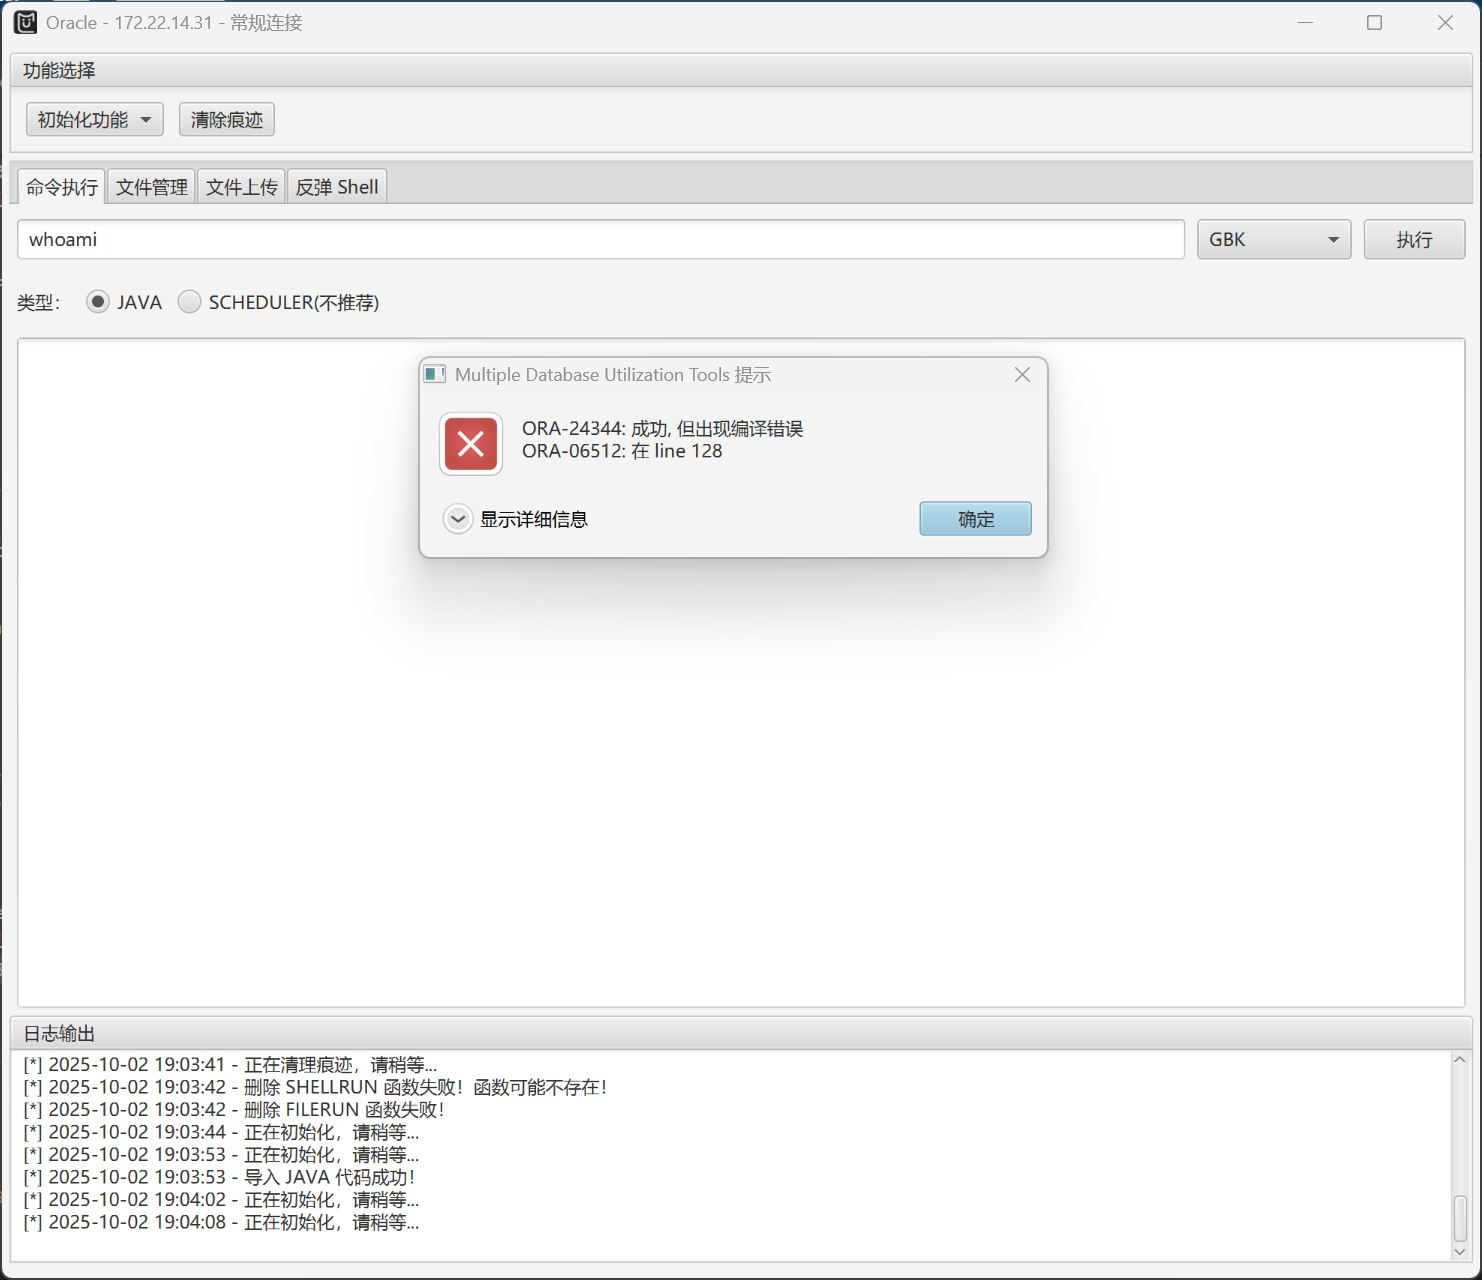 Oracle - 172.22.14.31 - 常规连接
功能选择
初始化功能 清除痕迹
命令执行 文件管理 文件上传 反弹 Shell
whoami GBK 执行
类型： JAVA SCHEDULER(不推荐)
Multiple Database Utilization Tools 提示
ORA-24344: 成功, 但出现编译错误
ORA-06512: 在 line 128
显示详细信息 确定
日志输出
[*] 2025-10-02 19:03:41 - 正在清理痕迹，请稍等...
[*] 2025-10-02 19:03:42 - 删除 SHELLRUN 函数失败！函数可能不存在！
[*] 2025-10-02 19:03:42 - 删除 FILERUN 函数失败！
[*] 2025-10-02 19:03:44 - 正在初始化，请稍等...
[*] 2025-10-02 19:03:53 - 正在初始化，请稍等...
[*] 2025-10-02 19:03:53 - 导入 JAVA 代码成功！
[*] 2025-10-02 19:04:02 - 正在初始化，请稍等...
[*] 2025-10-02 19:04:08 - 正在初始化，请稍等...